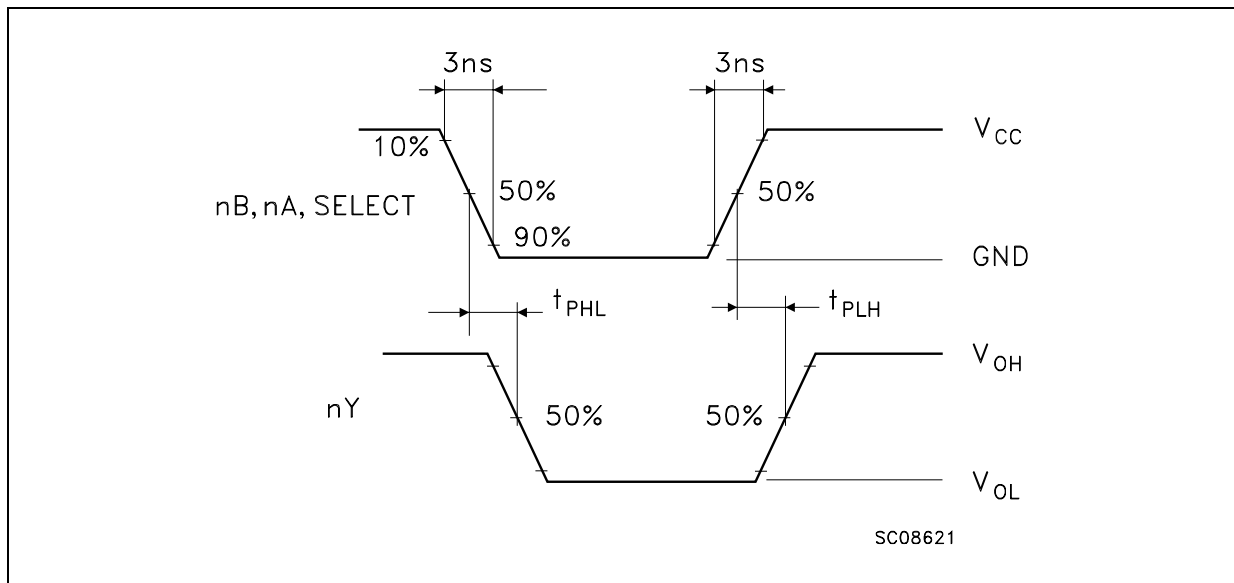 3ns 3ns
V_CC
10%
50% 50%
nB, nA, SELECT
90%
GND
t_PHL t_PLH
V_OH
nY 50% 50%
V_OL
SC08621